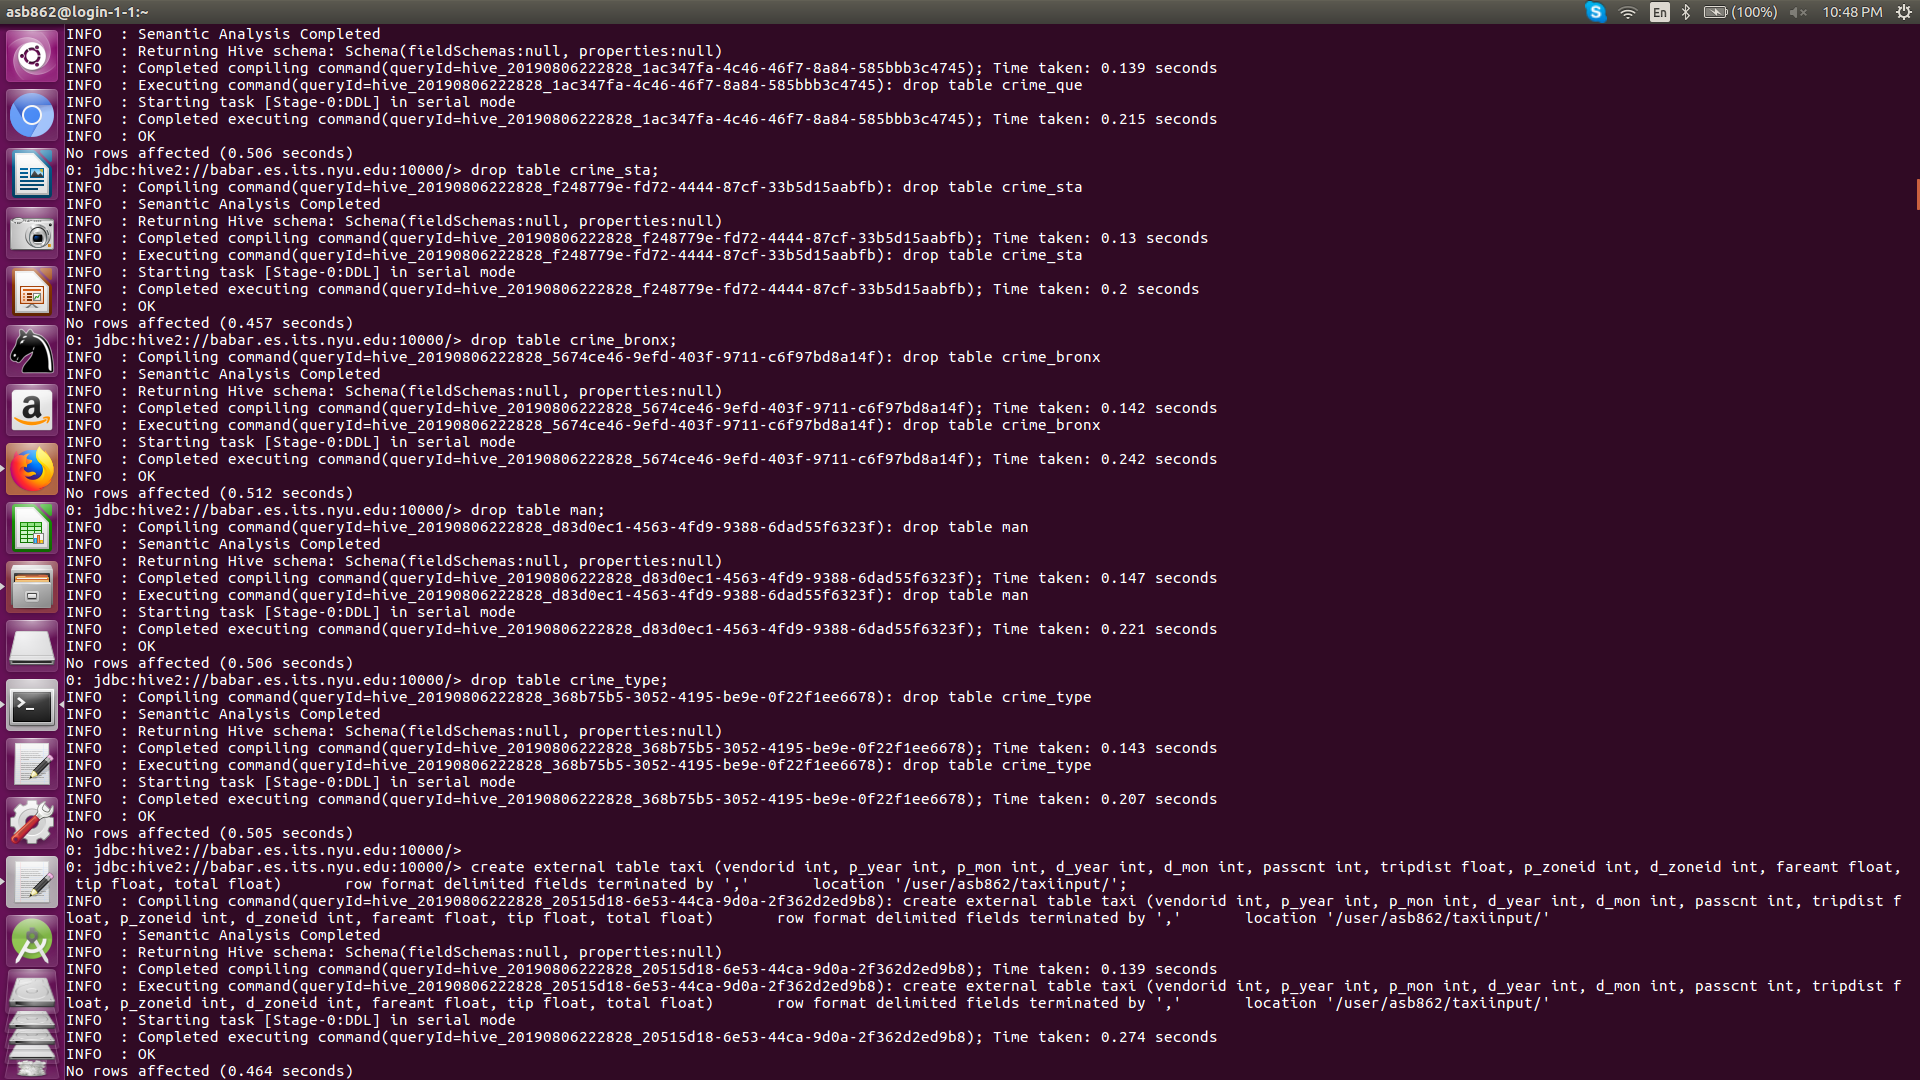 asb862@login-1-1:~
En
(100%)
10:48 PM
INFO  : Semantic Analysis Completed
INFO  : Returning Hive schema: Schema(fieldSchemas:null, properties:null)
INFO  : Completed compiling command(queryId=hive_20190806222828_1ac347fa-4c46-46f7-8a84-585bbb3c4745); Time taken: 0.139 seconds
INFO  : Executing command(queryId=hive_20190806222828_1ac347fa-4c46-46f7-8a84-585bbb3c4745): drop table crime_que
INFO  : Starting task [Stage-0:DDL] in serial mode
INFO  : Completed executing command(queryId=hive_20190806222828_1ac347fa-4c46-46f7-8a84-585bbb3c4745); Time taken: 0.215 seconds
INFO  : OK
No rows affected (0.506 seconds)
0: jdbc:hive2://babar.es.its.nyu.edu:10000/> drop table crime_sta;
INFO  : Compiling command(queryId=hive_20190806222828_f248779e-fd72-4444-87cf-33b5d15aabfb): drop table crime_sta
INFO  : Semantic Analysis Completed
INFO  : Returning Hive schema: Schema(fieldSchemas:null, properties:null)
INFO  : Completed compiling command(queryId=hive_20190806222828_f248779e-fd72-4444-87cf-33b5d15aabfb); Time taken: 0.13 seconds
INFO  : Executing command(queryId=hive_20190806222828_f248779e-fd72-4444-87cf-33b5d15aabfb): drop table crime_sta
INFO  : Starting task [Stage-0:DDL] in serial mode
INFO  : Completed executing command(queryId=hive_20190806222828_f248779e-fd72-4444-87cf-33b5d15aabfb); Time taken: 0.2 seconds
INFO  : OK
No rows affected (0.457 seconds)
0: jdbc:hive2://babar.es.its.nyu.edu:10000/> drop table crime_bronx;
INFO  : Compiling command(queryId=hive_20190806222828_5674ce46-9efd-403f-9711-c6f97bd8a14f): drop table crime_bronx
INFO  : Semantic Analysis Completed
INFO  : Returning Hive schema: Schema(fieldSchemas:null, properties:null)
INFO  : Completed compiling command(queryId=hive_20190806222828_5674ce46-9efd-403f-9711-c6f97bd8a14f); Time taken: 0.142 seconds
INFO  : Executing command(queryId=hive_20190806222828_5674ce46-9efd-403f-9711-c6f97bd8a14f): drop table crime_bronx
INFO  : Starting task [Stage-0:DDL] in serial mode
INFO  : Completed executing command(queryId=hive_20190806222828_5674ce46-9efd-403f-9711-c6f97bd8a14f); Time taken: 0.242 seconds
INFO  : OK
No rows affected (0.512 seconds)
0: jdbc:hive2://babar.es.its.nyu.edu:10000/> drop table man;
INFO  : Compiling command(queryId=hive_20190806222828_d83d0ec1-4563-4fd9-9388-6dad55f6323f): drop table man
INFO  : Semantic Analysis Completed
INFO  : Returning Hive schema: Schema(fieldSchemas:null, properties:null)
INFO  : Completed compiling command(queryId=hive_20190806222828_d83d0ec1-4563-4fd9-9388-6dad55f6323f); Time taken: 0.147 seconds
INFO  : Executing command(queryId=hive_20190806222828_d83d0ec1-4563-4fd9-9388-6dad55f6323f): drop table man
INFO  : Starting task [Stage-0:DDL] in serial mode
INFO  : Completed executing command(queryId=hive_20190806222828_d83d0ec1-4563-4fd9-9388-6dad55f6323f); Time taken: 0.221 seconds
INFO  : OK
No rows affected (0.506 seconds)
0: jdbc:hive2://babar.es.its.nyu.edu:10000/> drop table crime_type;
INFO  : Compiling command(queryId=hive_20190806222828_368b75b5-3052-4195-be9e-0f22f1ee6678): drop table crime_type
INFO  : Semantic Analysis Completed
INFO  : Returning Hive schema: Schema(fieldSchemas:null, properties:null)
INFO  : Completed compiling command(queryId=hive_20190806222828_368b75b5-3052-4195-be9e-0f22f1ee6678); Time taken: 0.143 seconds
INFO  : Executing command(queryId=hive_20190806222828_368b75b5-3052-4195-be9e-0f22f1ee6678): drop table crime_type
INFO  : Starting task [Stage-0:DDL] in serial mode
INFO  : Completed executing command(queryId=hive_20190806222828_368b75b5-3052-4195-be9e-0f22f1ee6678); Time taken: 0.207 seconds
INFO  : OK
No rows affected (0.505 seconds)
0: jdbc:hive2://babar.es.its.nyu.edu:10000/>
0: jdbc:hive2://babar.es.its.nyu.edu:10000/> create external table taxi (vendorid int, p_year int, p_mon int, d_year int, d_mon int, passcnt int, tripdist float, p_zoneid int, d_zoneid int, fareamt float,
 tip float, total float)       row format delimited fields terminated by ','       location '/user/asb862/taxiinput/';
INFO  : Compiling command(queryId=hive_20190806222828_20515d18-6e53-44ca-9d0a-2f362d2ed9b8): create external table taxi (vendorid int, p_year int, p_mon int, d_year int, d_mon int, passcnt int, tripdist f
loat, p_zoneid int, d_zoneid int, fareamt float, tip float, total float)       row format delimited fields terminated by ','       location '/user/asb862/taxiinput/'
INFO  : Semantic Analysis Completed
INFO  : Returning Hive schema: Schema(fieldSchemas:null, properties:null)
INFO  : Completed compiling command(queryId=hive_20190806222828_20515d18-6e53-44ca-9d0a-2f362d2ed9b8); Time taken: 0.139 seconds
INFO  : Executing command(queryId=hive_20190806222828_20515d18-6e53-44ca-9d0a-2f362d2ed9b8): create external table taxi (vendorid int, p_year int, p_mon int, d_year int, d_mon int, passcnt int, tripdist f
loat, p_zoneid int, d_zoneid int, fareamt float, tip float, total float)       row format delimited fields terminated by ','       location '/user/asb862/taxiinput/'
INFO  : Starting task [Stage-0:DDL] in serial mode
INFO  : Completed executing command(queryId=hive_20190806222828_20515d18-6e53-44ca-9d0a-2f362d2ed9b8); Time taken: 0.274 seconds
INFO  : OK
No rows affected (0.464 seconds)